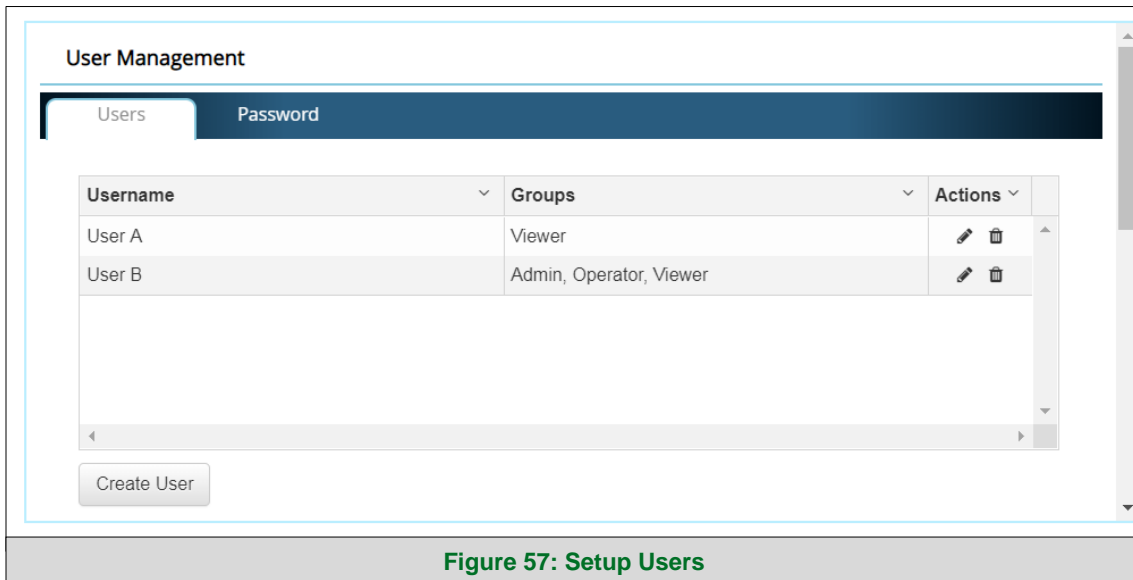 User Management
Users Password
Username Groups Actions
User A Viewer
User B Admin, Operator, Viewer
Create User
Figure 57: Setup Users